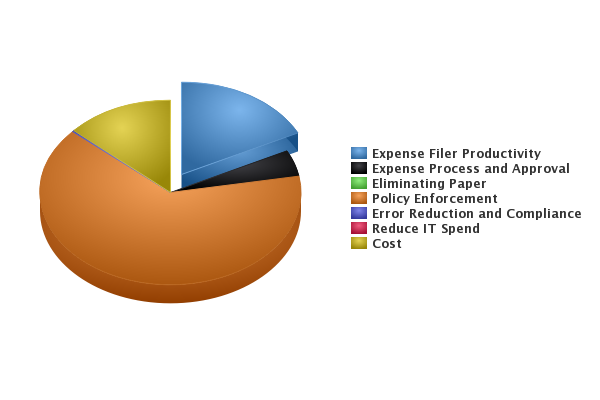 Expense Filer Productivity
Expense Process and Approval
Eliminating Paper
Policy Enforcement
Error Reduction and Compliance
Reduce IT Spend
Cost